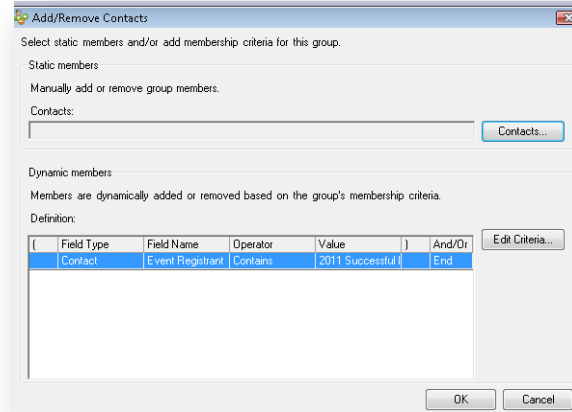 Add/Remove Contacts
Select static members and/or add membership criteria for this group.
Static members
Manually add or remove group members.
Contacts:
Contacts...
Dynamic members
Members are dynamically added or removed based on the group's membership criteria.
Definition:
( Field Type Field Name Operator Value ) And/Or
Edit Criteria...
Contact Event Registrant Contains 2011 Successful End
OK Cancel